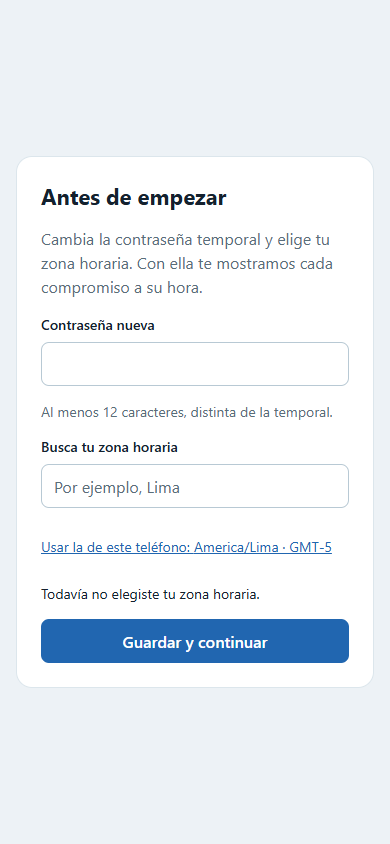 Antes de empezar
Cambia la contraseña temporal y elige tu
zona horaria. Con ella te mostramos cada
compromiso a su hora.
Contraseña nueva
Al menos 12 caracteres, distinta de la temporal.
Busca tu zona horaria
Por ejemplo, Lima
Usar la de este teléfono: America/Lima · GMT-5
Todavía no elegiste tu zona horaria.
Guardar y continuar